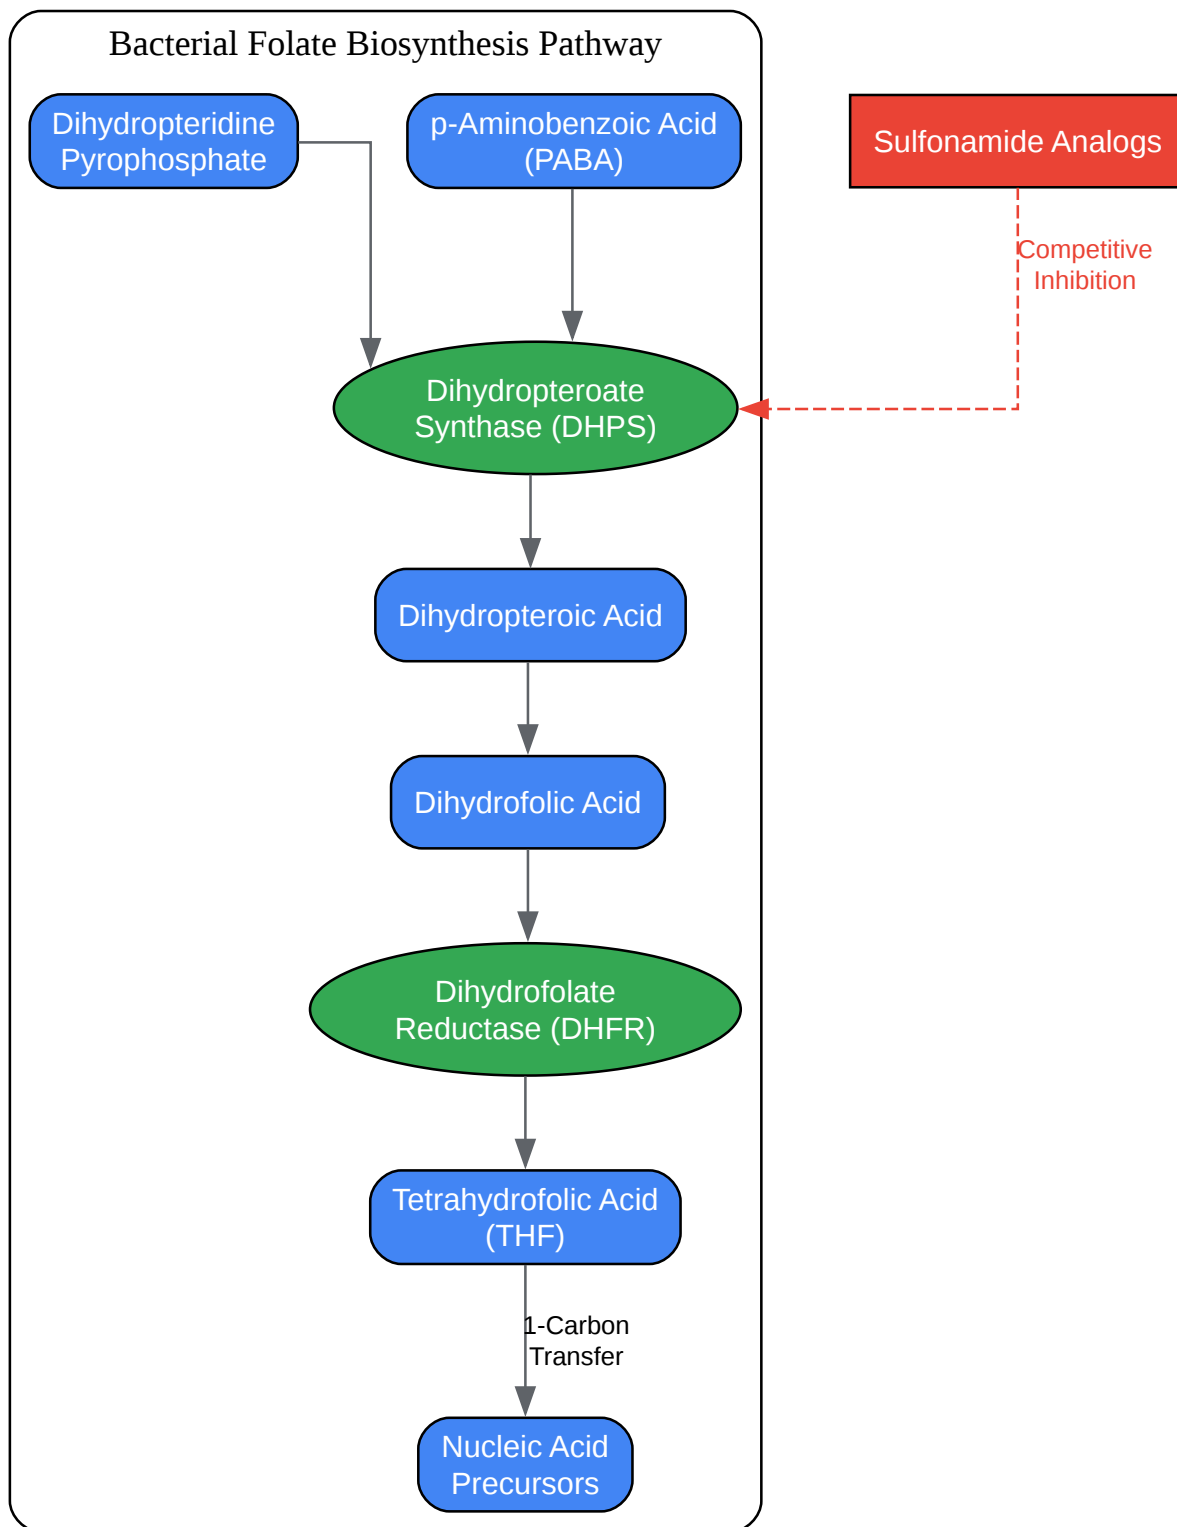 Bacterial Folate Biosynthesis Pathway
Dihydropteridine
Pyrophosphate
p-Aminobenzoic Acid
(PABA)
Sulfonamide Analogs
Competitive
Inhibition
Dihydropteroate
Synthase (DHPS)
Dihydropteroic Acid
Dihydrofolic Acid
Dihydrofolate
Reductase (DHFR)
Tetrahydrofolic Acid
(THF)
1-Carbon
Transfer
Nucleic Acid
Precursors